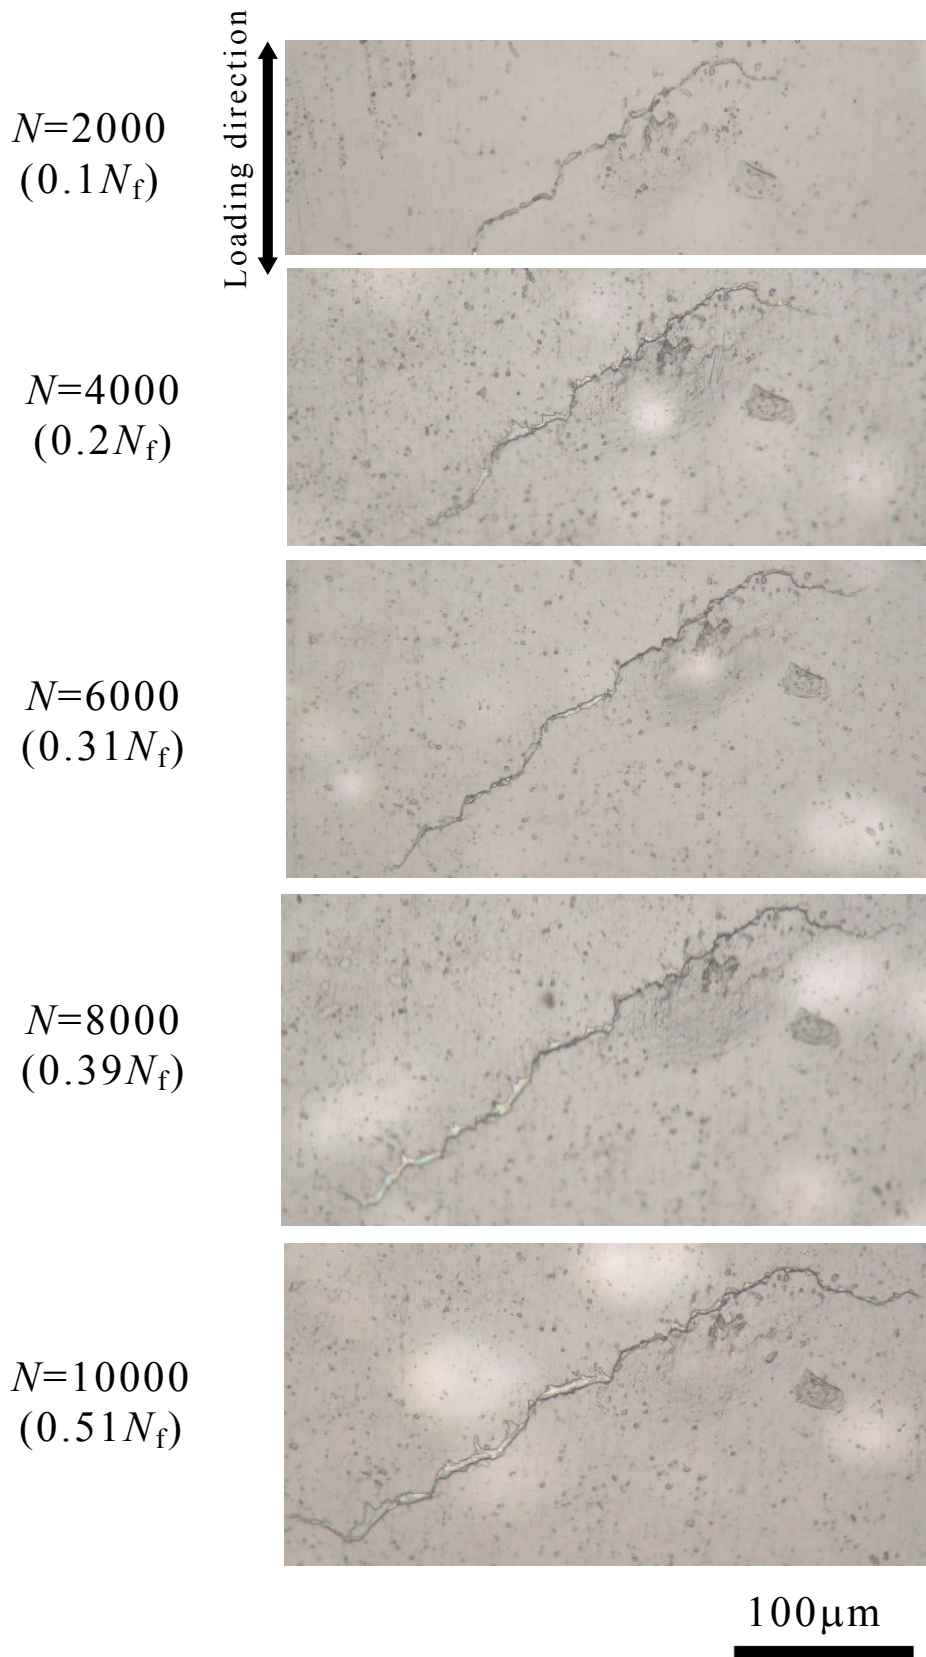 Loading direction
N=2000
(0.1Nf)
N=4000
(0.2Nf)
N=6000
(0.31Nf)
N=8000
(0.39Nf)
N=10000
(0.51Nf)
100μm